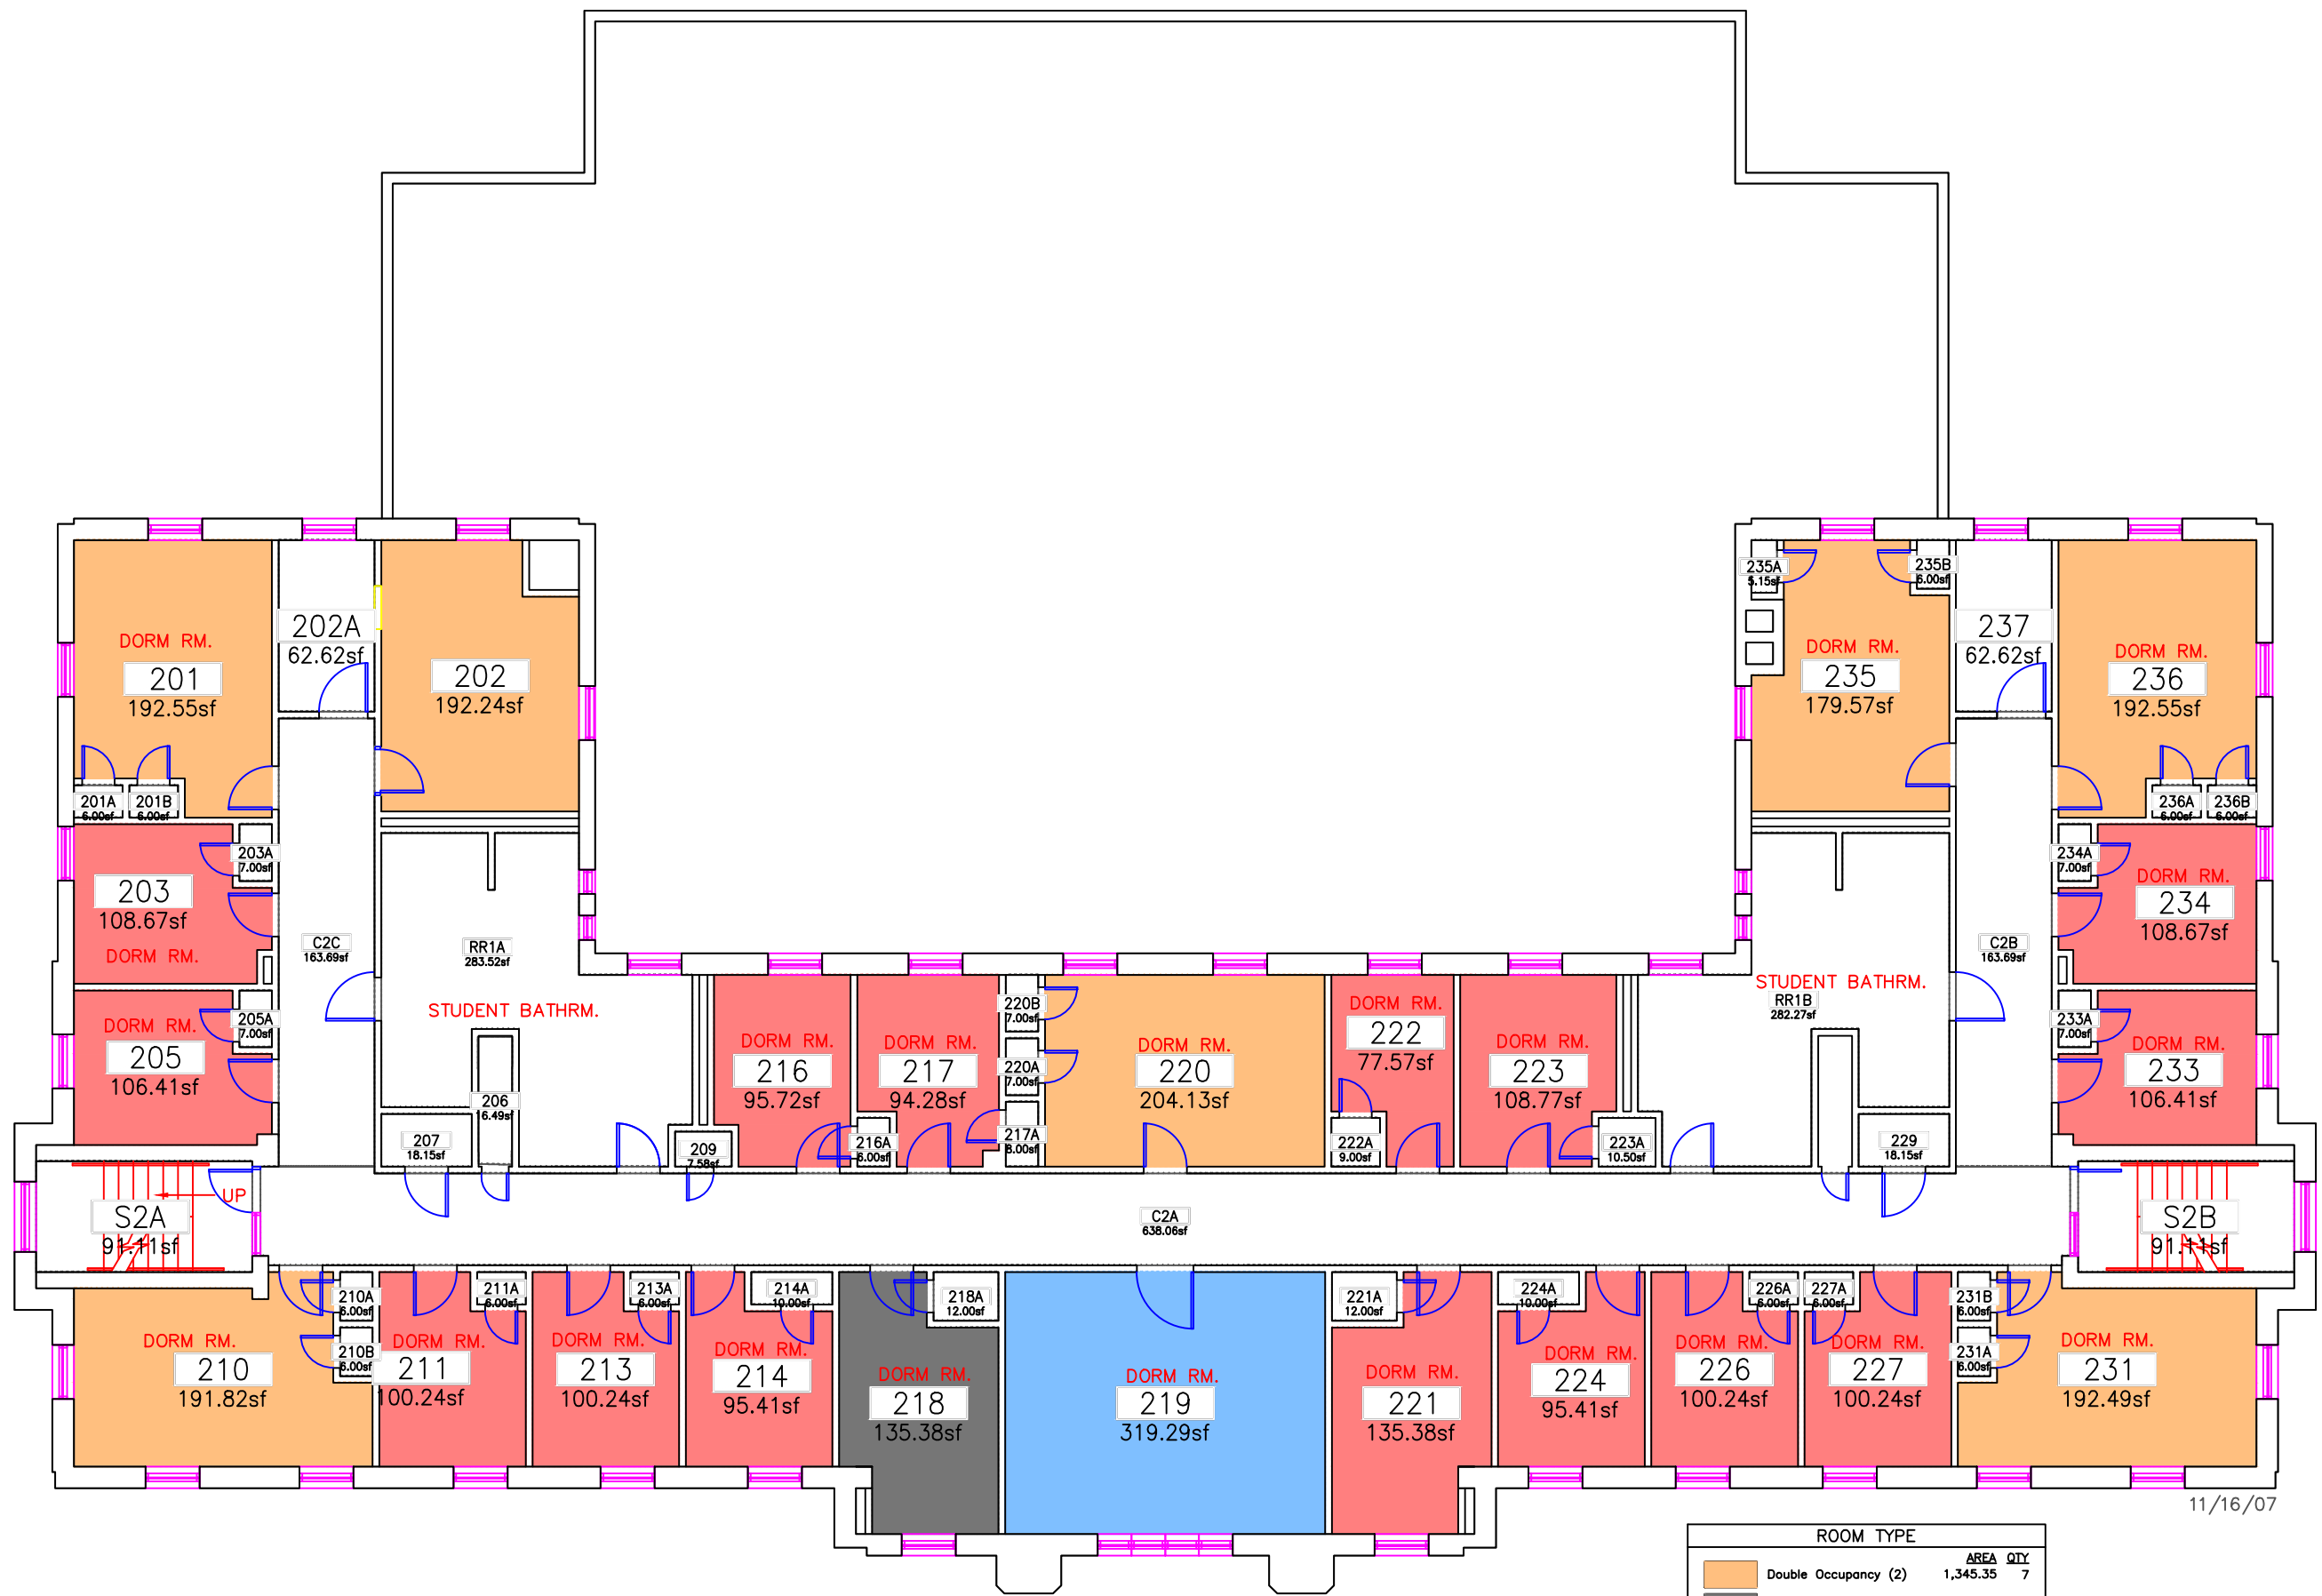 235A
5.15sf
235B
6.00sf
202A
62.62sf
237
62.62sf
DORM RM.
201
192.55sf
202
192.24sf
DORM RM.
235
179.57sf
DORM RM.
236
192.55sf
201A
6.00sf
201B
6.00sf
236A
6.00sf
236B
6.00sf
203A
7.00sf
234A
7.00sf
203
108.67sf
DORM RM.
DORM RM.
234
108.67sf
C2C
163.69sf
RR1A
283.52sf
STUDENT BATHRM.
C2B
163.69sf
STUDENT BATHRM.
RR1B
282.27sf
205A
7.00sf
DORM RM.
205
106.41sf
220B
7.00sf
DORM RM.
222
77.57sf
233A
7.00sf
DORM RM.
233
106.41sf
DORM RM.
216
95.72sf
DORM RM.
217
94.28sf
220A
7.00sf
DORM RM.
220
204.13sf
DORM RM.
223
108.77sf
206
16.49sf
207
18.15sf
209
7.58sf
216A
6.00sf
217A
8.00sf
222A
9.00sf
223A
10.50sf
229
18.15sf
UP
S2A
91.11sf
C2A
638.06sf
S2B
91.11sf
210A
6.00sf
211A
6.00sf
213A
6.00sf
214A
10.00sf
218A
12.00sf
221A
12.00sf
224A
10.00sf
226A
6.00sf
227A
6.00sf
231B
6.00sf
210B
6.00sf
231A
6.00sf
DORM RM.
210
191.82sf
DORM RM.
211
100.24sf
DORM RM.
213
100.24sf
DORM RM.
214
95.41sf
DORM RM.
218
135.38sf
DORM RM.
219
319.29sf
DORM RM.
221
135.38sf
DORM RM.
224
95.41sf
DORM RM.
226
100.24sf
DORM RM.
227
100.24sf
DORM RM.
231
192.49sf
11/16/07
ROOM TYPE
AREA QTY
Double Occupancy (2) 1,345.35 7